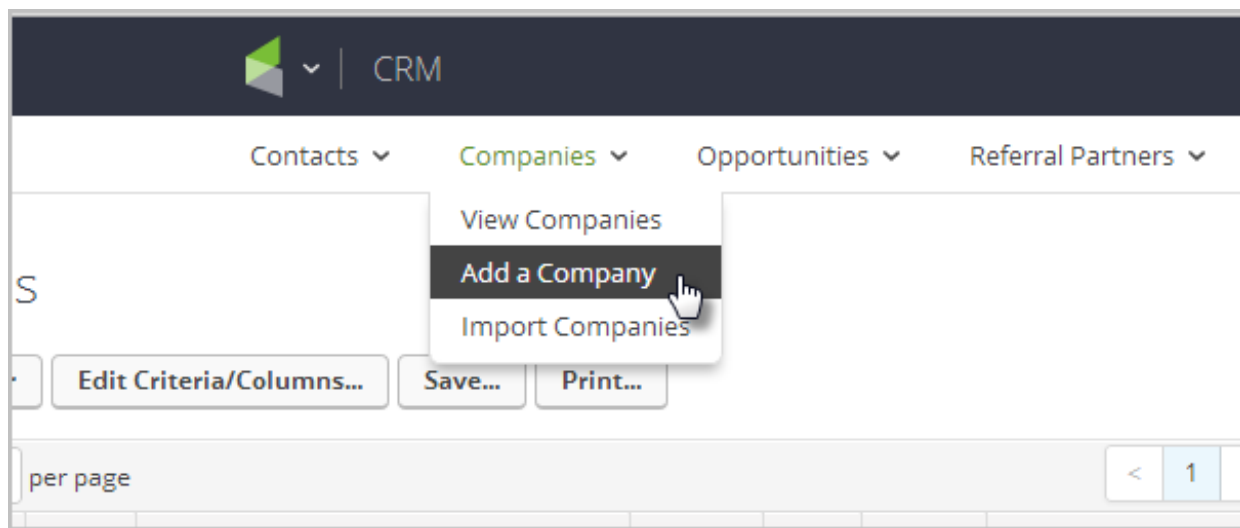 CRM
Contacts Companies Opportunities Referral Partners
View Companies
Add a Company
Import Companies
s
Edit Criteria/Columns... Save... Print...
per page < 1